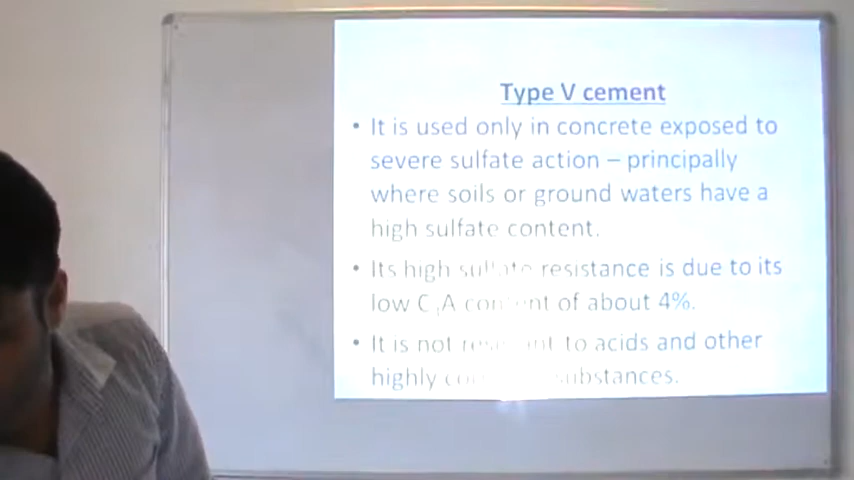 Type V cement
• It is used only in concrete exposed to
severe sulfate action – principally
where soils or ground waters have a
high sulfate content.
• Its high sulfate resistance is due to its
low C3A content of about 4%.
• It is not resistant to acids and other
highly substances.